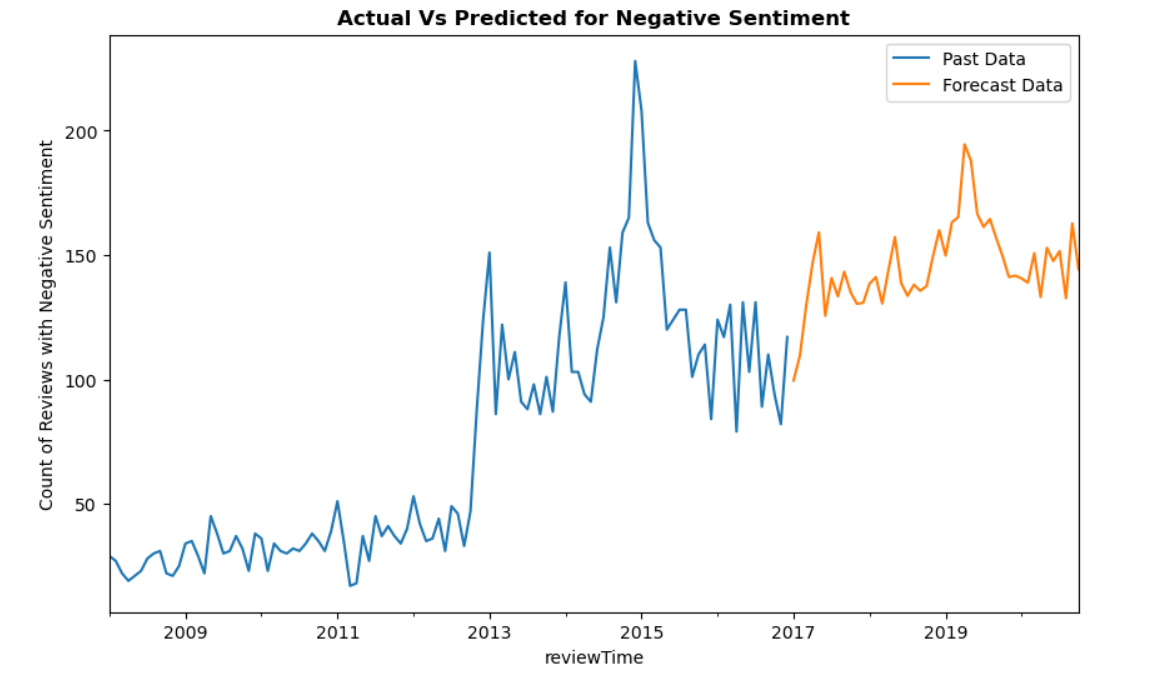 Actual Vs Predicted for Negative Sentiment
Past Data
Forecast Data
Count of Reviews with Negative Sentiment
200
150
100
50
2009 2011 2013 2015 2017 2019
reviewTime